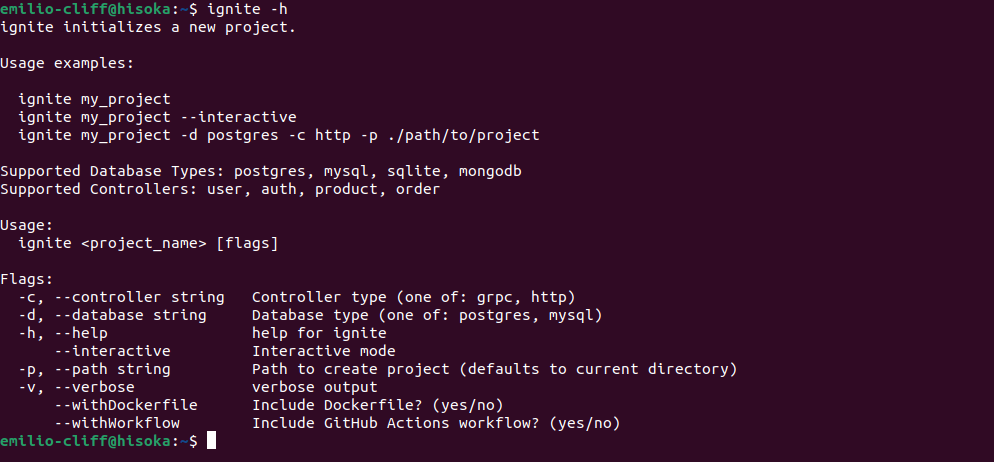 emilio-cliff@hisoka:~$ ignite -h
ignite initializes a new project.
Usage examples:
ignite my_project
ignite my_project --interactive
ignite my_project -d postgres -c http -p ./path/to/project
Supported Database Types: postgres, mysql, sqlite, mongodb
Supported Controllers: user, auth, product, order
Usage:
ignite <project_name> [flags]
Flags:
-c, --controller string   Controller type (one of: grpc, http)
-d, --database string     Database type (one of: postgres, mysql)
-h, --help                help for ignite
--interactive         Interactive mode
-p, --path string         Path to create project (defaults to current directory)
-v, --verbose             verbose output
--withDockerfile      Include Dockerfile? (yes/no)
--withWorkflow        Include GitHub Actions workflow? (yes/no)
emilio-cliff@hisoka:~$